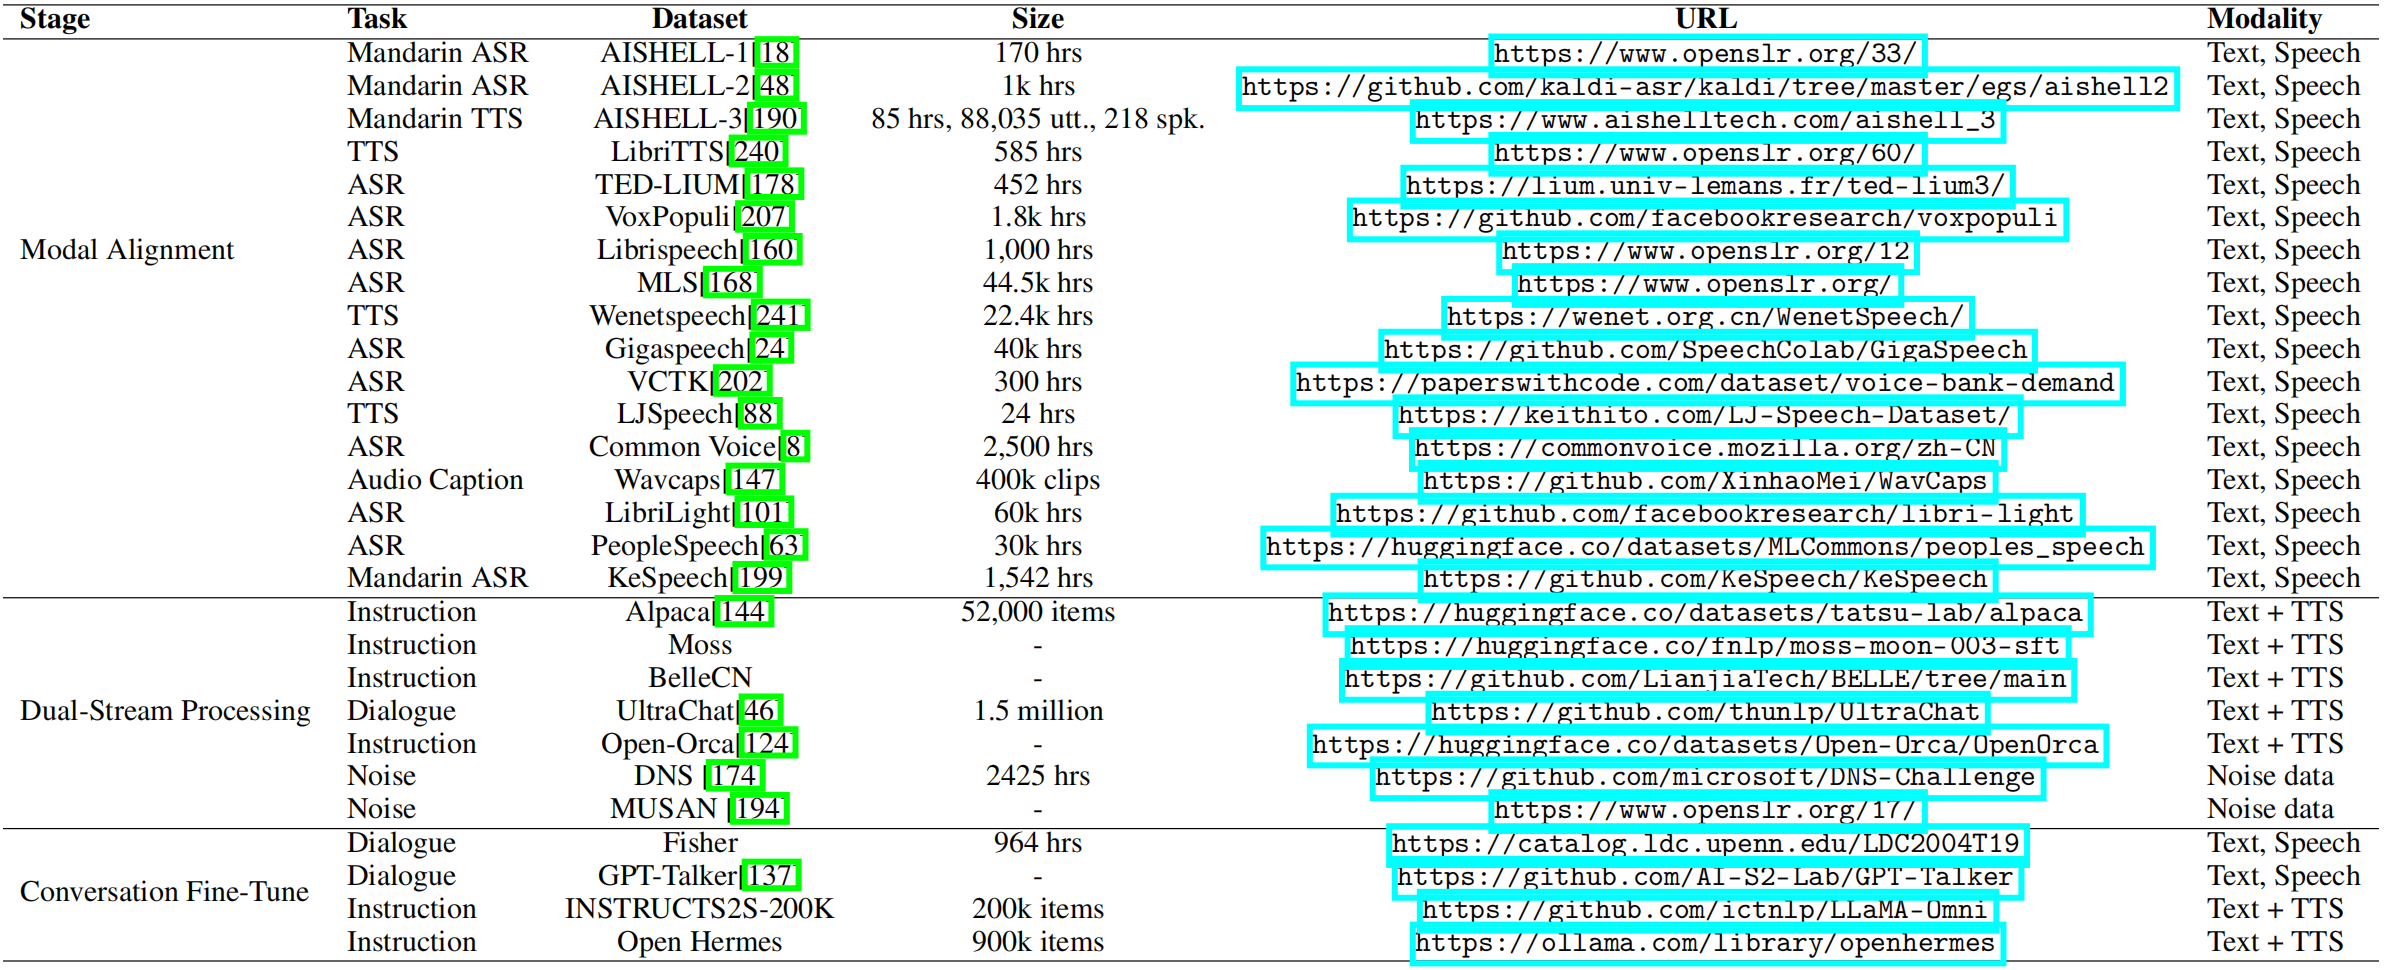 Stage Task Dataset Size URL Modality
Mandarin ASR AISHELL-1[18] 170 hrs https://www.openslr.org/33/ Text, Speech
Mandarin ASR AISHELL-2[48] 1k hrs https://github.com/kaldi-asr/kaldi/tree/master/egs/aishell2 Text, Speech
Mandarin TTS AISHELL-3[190] 85 hrs, 88,035 utt., 218 spk. https://www.aishelltech.com/aishell_3 Text, Speech
TTS LibriTTS[240] 585 hrs https://www.openslr.org/60/ Text, Speech
ASR TED-LIUM[178] 452 hrs https://lium.univ-lemans.fr/ted-lium3/ Text, Speech
ASR VoxPopuli[207] 1.8k hrs https://github.com/facebookresearch/voxpopuli Text, Speech
Modal Alignment ASR Librispeech[160] 1,000 hrs https://www.openslr.org/12 Text, Speech
ASR MLS[168] 44.5k hrs https://www.openslr.org/ Text, Speech
TTS Wenetspeech[241] 22.4k hrs https://wenet.org.cn/WenetSpeech/ Text, Speech
ASR Gigaspeech[24] 40k hrs https://github.com/SpeechColab/GigaSpeech Text, Speech
ASR VCTK[202] 300 hrs https://paperswithcode.com/dataset/voice-bank-demand Text, Speech
TTS LJSpeech[88] 24 hrs https://keithito.com/LJ-Speech-Dataset/ Text, Speech
ASR Common Voice[8] 2,500 hrs https://commonvoice.mozilla.org/zh-CN Text, Speech
Audio Caption Wavcaps[147] 400k clips https://github.com/XinhaoMei/WavCaps Text, Speech
ASR LibriLight[101] 60k hrs https://github.com/facebookresearch/libri-light Text, Speech
ASR PeopleSpeech[63] 30k hrs https://huggingface.co/datasets/MLCommons/peoples_speech Text, Speech
Mandarin ASR KeSpeech[199] 1,542 hrs https://github.com/KeSpeech/KeSpeech Text, Speech
Instruction Alpaca[144] 52,000 items https://huggingface.co/datasets/tatsu-lab/alpaca Text + TTS
Instruction Moss - https://huggingface.co/fnlp/moss-moon-003-sft Text + TTS
Instruction BelleCN - https://github.com/LianjiaTech/BELLE/tree/main Text + TTS
Dual-Stream Processing Dialogue UltraChat[46] 1.5 million https://github.com/thunlp/UltraChat Text + TTS
Instruction Open-Orca[124] - https://huggingface.co/datasets/Open-Orca/OpenOrca Text + TTS
Noise DNS [174] 2425 hrs https://github.com/microsoft/DNS-Challenge Noise data
Noise MUSAN [194] - https://www.openslr.org/17/ Noise data
Dialogue Fisher 964 hrs https://catalog.ldc.upenn.edu/LDC2004T19 Text, Speech
Dialogue GPT-Talker[137] - https://github.com/AI-S2-Lab/GPT-Talker Text, Speech
Conversation Fine-Tune
Instruction INSTRUCTS2S-200K 200k items https://github.com/ictnlp/LLaMA-Omni Text + TTS
Instruction Open Hermes 900k items https://ollama.com/library/openhermes Text + TTS